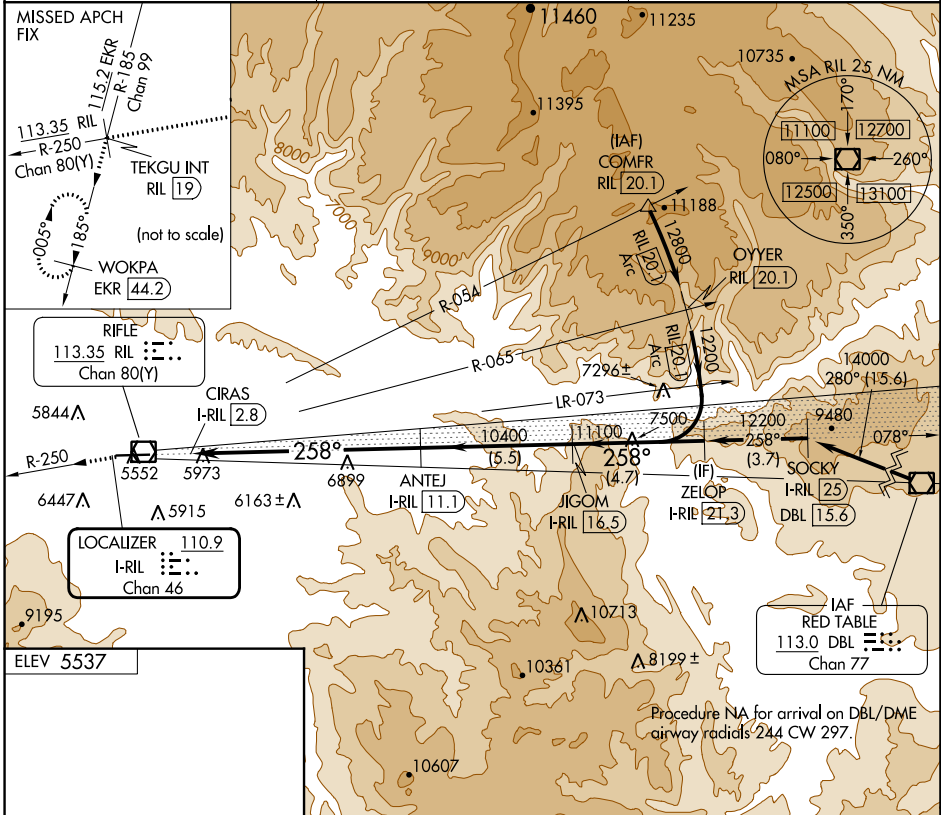 MISSED APCH
FIX
115.2 EKR
R-185
Chan 99
113.35 RIL
R-250
Chan 80(Y)
TEKGU INT
RIL 19
005°
185°
(not to scale)
WOKPA
EKR 44.2
11460
11235
10735
11395
8000
7000
9000
MSA RIL 25 NM
170°
11100
12700
080°
260°
12500
13100
350°
(IAF)
COMFR
RIL 20.1
11188
12800
RIL 20.1
Arc
OYYER
RIL 20.1
R-054
R-065
12200
RIL 20.1
Arc
RIFLE
113.35 RIL
Chan 80(Y)
7296±
LR-073
14000
280° (15.6)
5844
CIRAS
I-RIL 2.8
7500
12200
9480
078°
R-250
5552
5973
258°
6899
10400
(5.5)
11100
258°
(4.7)
258°
(3.7)
6447
5915
6163±
ANTEJ
I-RIL 11.1
JIGOM
I-RIL 16.5
(IF)
ZELOP
I-RIL 21.3
SOCKY
I-RIL 25
DBL 15.6
LOCALIZER 110.9
I-RIL
Chan 46
9195
10713
IAF
RED TABLE
113.0 DBL
Chan 77
ELEV 5537
10361
8199±
Procedure NA for arrival on DBL/DME
airway radials 244 CW 297.
10607